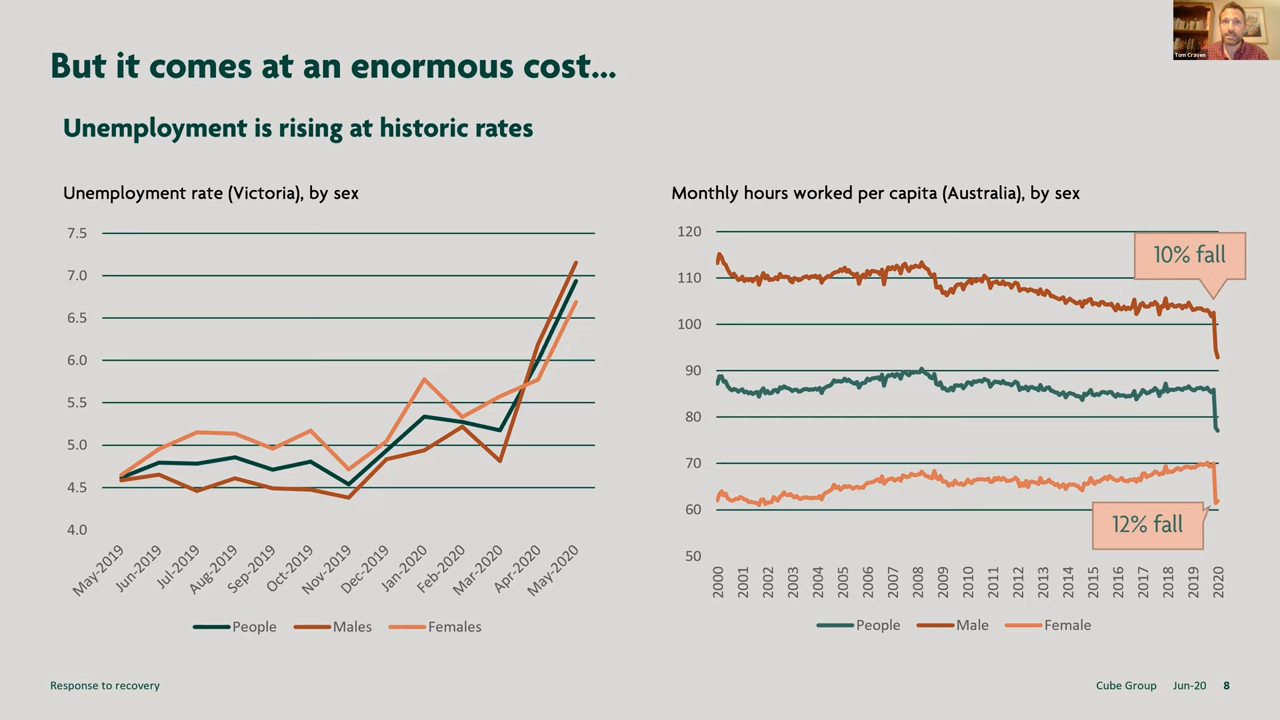 But it comes at an enormous cost...
Tom Craven
Unemployment is rising at historic rates
Unemployment rate (Victoria), by sex
7.5
7.0
6.5
6.0
5.5
5.0
4.5
4.0
May-2019
Jun-2019
Jul-2019
Aug-2019
Sep-2019
Oct-2019
Nov-2019
Dec-2019
Jan-2020
Feb-2020
Mar-2020
Apr-2020
May-2020
People Males Females
Monthly hours worked per capita (Australia), by sex
120
110
100
90
80
70
60
50
10% fall
12% fall
2000
2001
2002
2003
2004
2005
2006
2007
2008
2009
2010
2011
2012
2013
2014
2015
2016
2017
2018
2019
2020
People Male Female
Response to recovery
Cube Group Jun-20 8